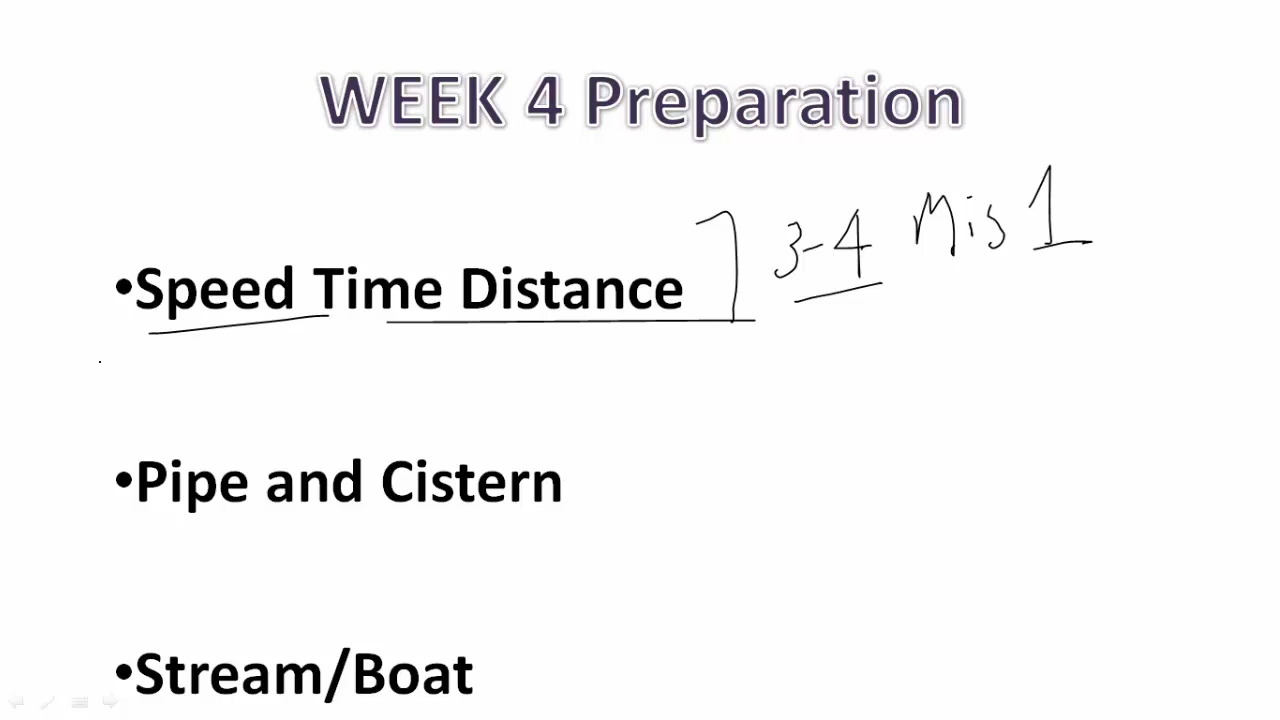 WEEK 4 Preparation
3-4 Mis 1
•Speed Time Distance
•Pipe and Cistern
•Stream/Boat